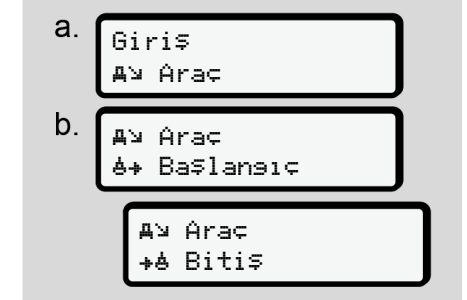 a.
Giriş
Araç
b.
Araç
Başlangıç
Araç
Bitiş